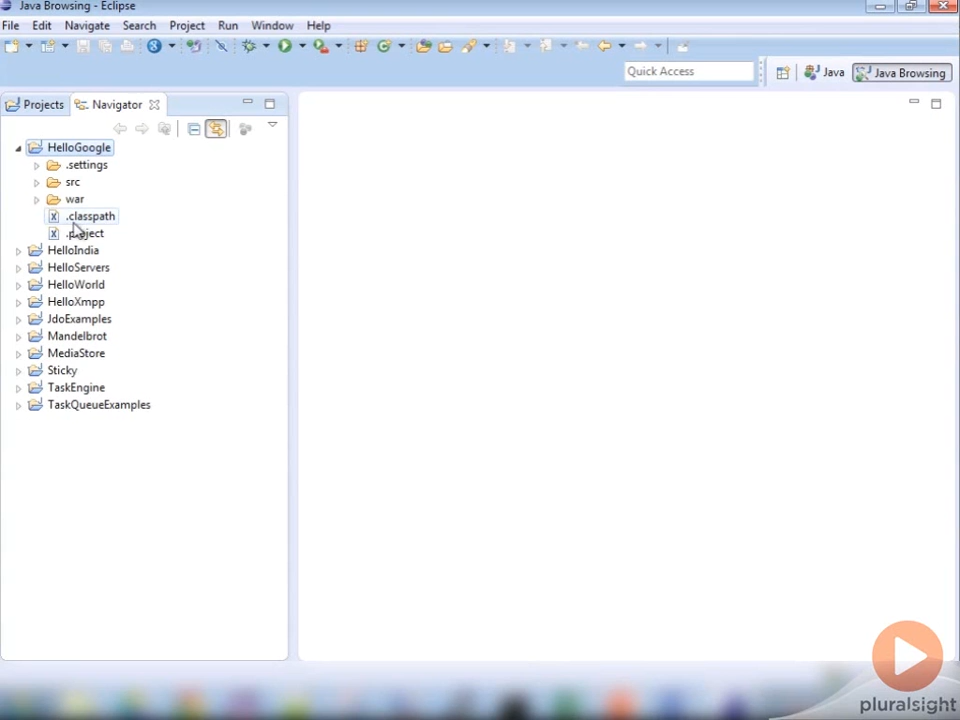 Java Browsing - Eclipse
File Edit Navigate Search Project Run Window Help
Quick Access Java Java Browsing
Projects Navigator
HelloGoogle
.settings
src
war
.classpath
.project
HelloIndia
HelloServers
HelloWorld
HelloXmpp
JdoExamples
Mandelbrot
MediaStore
Sticky
TaskEngine
TaskQueueExamples
pluralsight